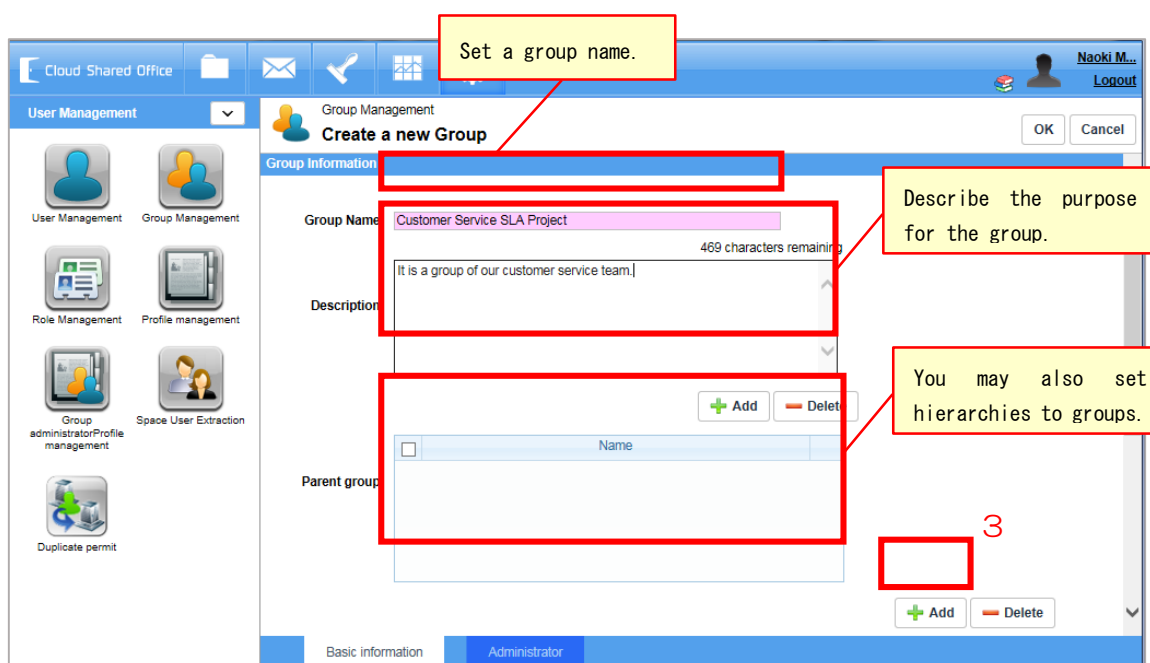 Set a group name.
Cloud Shared Office
Naoki M...
Logout
User Management
Group Management
Create a new Group
OK
Cancel
Group Information
User Management
Group Management
Describe the purpose
for the group.
Group Name
Customer Service SLA Project
469 characters remaining
It is a group of our customer service team.
Description
Role Management
Profile management
You may also set
hierarchies to groups.
Add
Delete
Group
administratorProfile
management
Space User Extraction
Name
Parent group
3
Duplicate permit
Add
Delete
Basic information
Administrator